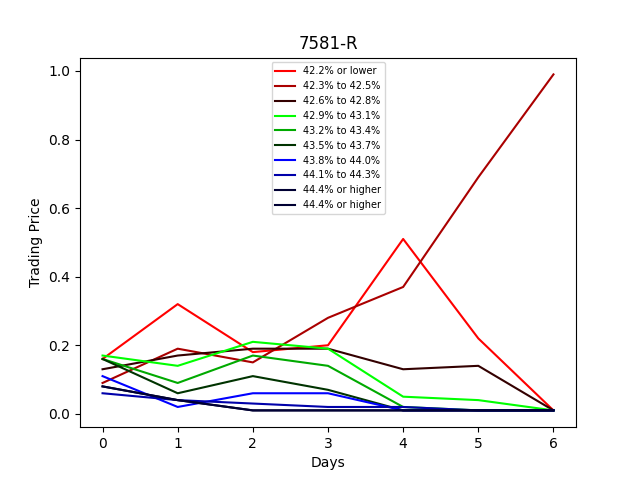 7581-R
1.0
0.8
0.6
0.4
0.2
0.0
Trading Price
42.2% or lower
42.3% to 42.5%
42.6% to 42.8%
42.9% to 43.1%
43.2% to 43.4%
43.5% to 43.7%
43.8% to 44.0%
44.1% to 44.3%
44.4% or higher
44.4% or higher
0 1 2 3 4 5 6
Days